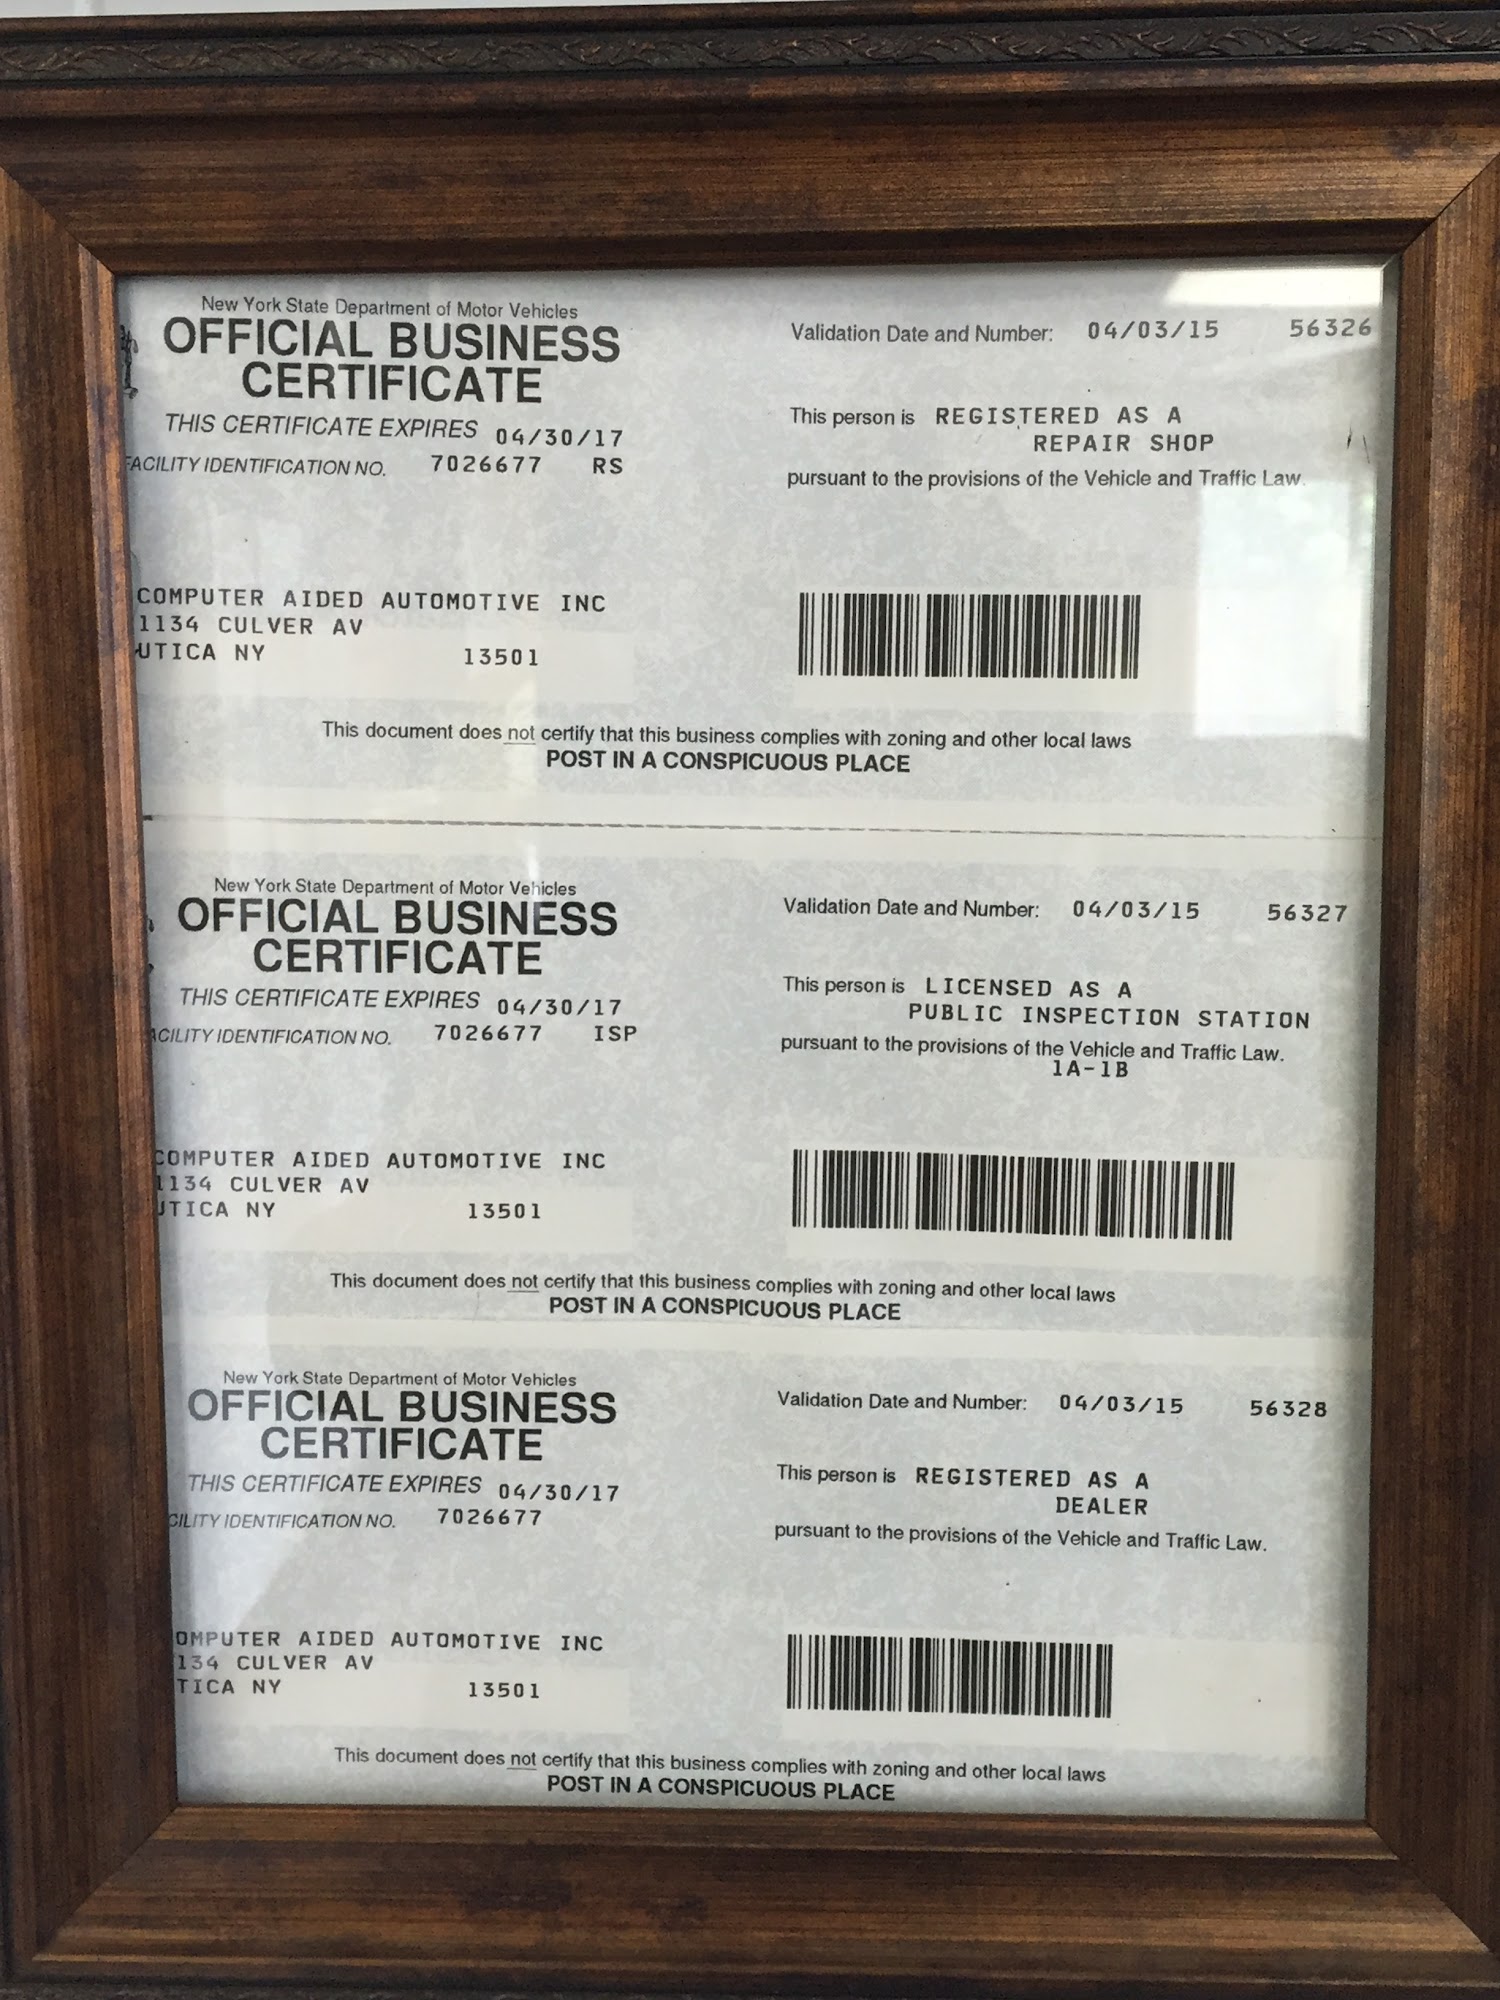 New York State Department of Motor Vehicles
OFFICIAL BUSINESS
CERTIFICATE
THIS CERTIFICATE EXPIRES 04/30/17
FACILITY IDENTIFICATION NO. 7026677 RS
Validation Date and Number: 04/03/15 56326
This person is REGISTERED AS A
REPAIR SHOP
pursuant to the provisions of the Vehicle and Traffic Law.
COMPUTER AIDED AUTOMOTIVE INC
1134 CULVER AV
UTICA NY 13501
This document does not certify that this business complies with zoning and other local laws
POST IN A CONSPICUOUS PLACE
New York State Department of Motor Vehicles
OFFICIAL BUSINESS
CERTIFICATE
THIS CERTIFICATE EXPIRES 04/30/17
ACILITY IDENTIFICATION NO. 7026677 ISP
Validation Date and Number: 04/03/15 56327
This person is LICENSED AS A
PUBLIC INSPECTION STATION
pursuant to the provisions of the Vehicle and Traffic Law.
1A-1B
COMPUTER AIDED AUTOMOTIVE INC
1134 CULVER AV
UTICA NY 13501
This document does not certify that this business complies with zoning and other local laws
POST IN A CONSPICUOUS PLACE
New York State Department of Motor Vehicles
OFFICIAL BUSINESS
CERTIFICATE
THIS CERTIFICATE EXPIRES 04/30/17
CILITY IDENTIFICATION NO. 7026677
Validation Date and Number: 04/03/15 56328
This person is REGISTERED AS A
DEALER
pursuant to the provisions of the Vehicle and Traffic Law.
OMPUTER AIDED AUTOMOTIVE INC
134 CULVER AV
TICA NY 13501
This document does not certify that this business complies with zoning and other local laws
POST IN A CONSPICUOUS PLACE